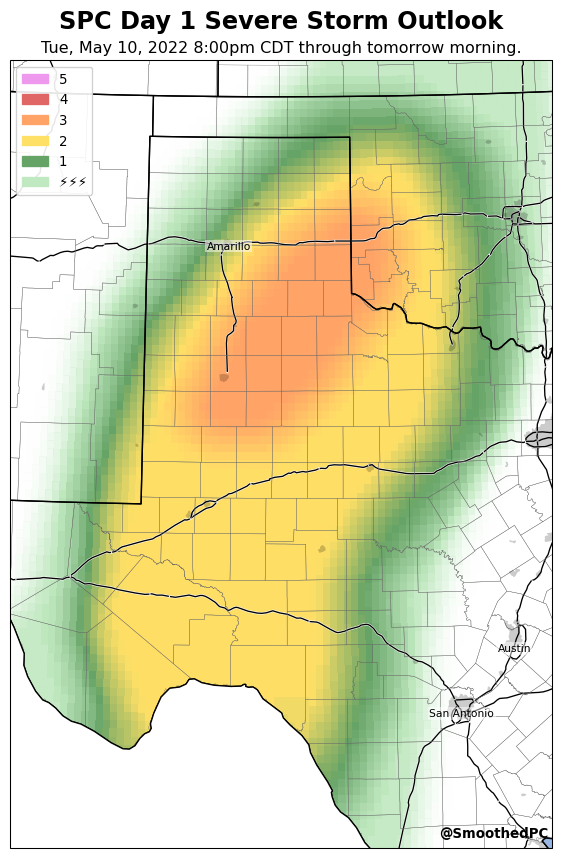 SPC Day 1 Severe Storm Outlook
Tue, May 10, 2022 8:00pm CDT through tomorrow morning.
5
4
3
2
1
⚡⚡⚡
Amarillo
Austin
San Antonio
@SmoothedPC